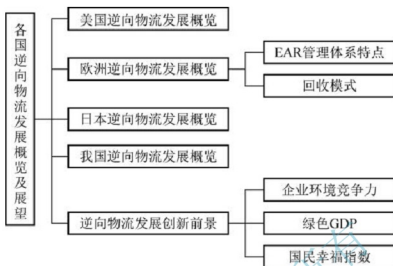 各国逆向物流发展概览及展望
美国逆向物流发展概览
欧洲逆向物流发展概览
EAR管理体系特点
回收模式
日本逆向物流发展概览
我国逆向物流发展概览
逆向物流发展创新前景
企业环境竞争力
绿色GDP
国民幸福指数